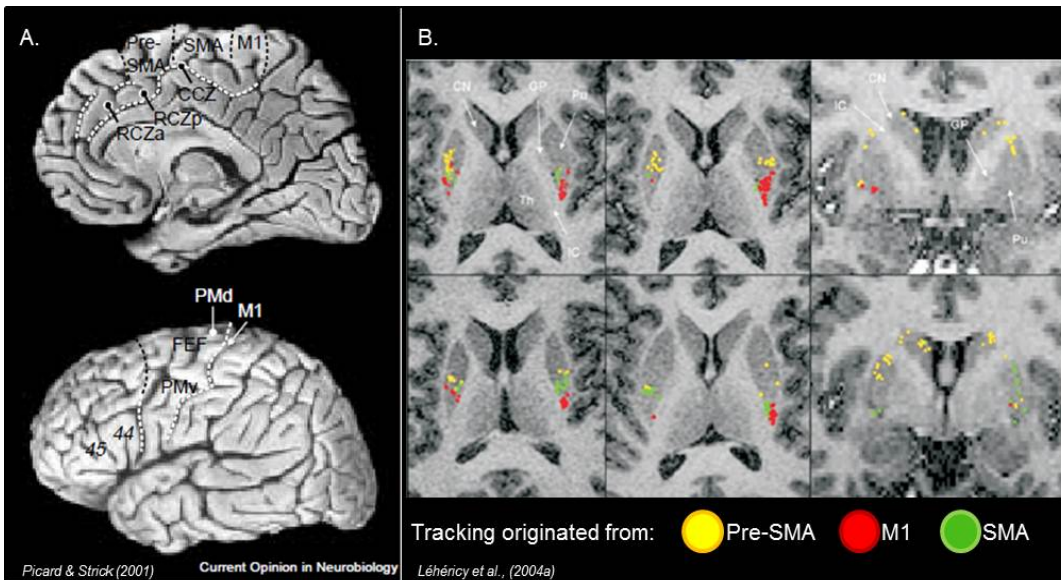 A.
Pre-
SMA
SMA
M1
CCZ
RCZp
RCZa
PMd
M1
FEF
PMv
44
45
Picard & Strick (2001)
Current Opinion in Neurobiology
B.
CN
GP
Pu
Th
IC
CN
IC
GP
Pu
Tracking originated from:
Pre-SMA
M1
SMA
Léhéricy et al., (2004a)